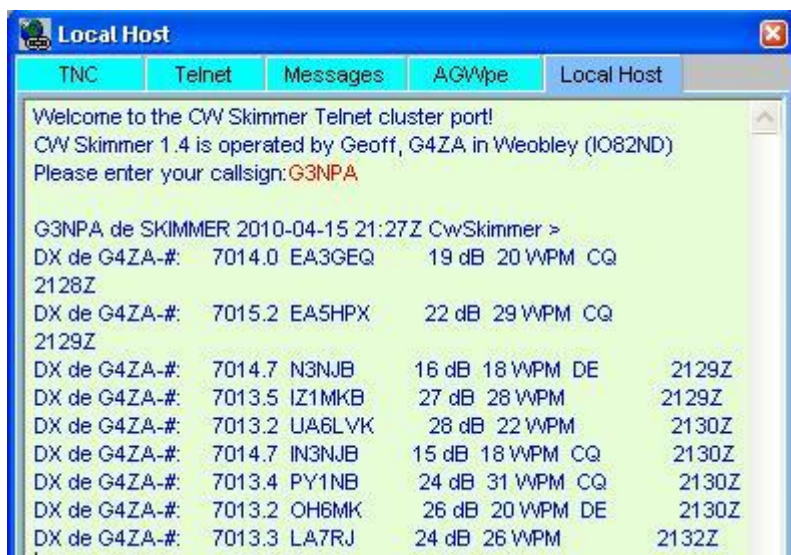 Local Host
TNC Telnet Messages AGWpe Local Host
Welcome to the CW Skimmer Telnet cluster port!
CW Skimmer 1.4 is operated by Geoff, G4ZA in Weobley (IO82ND)
Please enter your callsign:G3NPA
G3NPA de SKIMMER 2010-04-15 21:27Z CwSkimmer >
DX de G4ZA-#: 7014.0 EA3GEQ 19 dB 20 WPM CQ
2128Z
DX de G4ZA-#: 7015.2 EA5HPX 22 dB 29 WPM CQ
2129Z
DX de G4ZA-#: 7014.7 N3NJB 16 dB 18 WPM DE 2129Z
DX de G4ZA-#: 7013.5 IZ1MKB 27 dB 28 WPM 2129Z
DX de G4ZA-#: 7013.2 UA6LVK 28 dB 22 WPM 2130Z
DX de G4ZA-#: 7014.7 IN3NJB 15 dB 18 WPM CQ 2130Z
DX de G4ZA-#: 7013.4 PY1NB 24 dB 31 WPM CQ 2130Z
DX de G4ZA-#: 7013.2 OH6MK 26 dB 20 WPM DE 2130Z
DX de G4ZA-#: 7013.3 LA7RJ 24 dB 26 WPM 2132Z